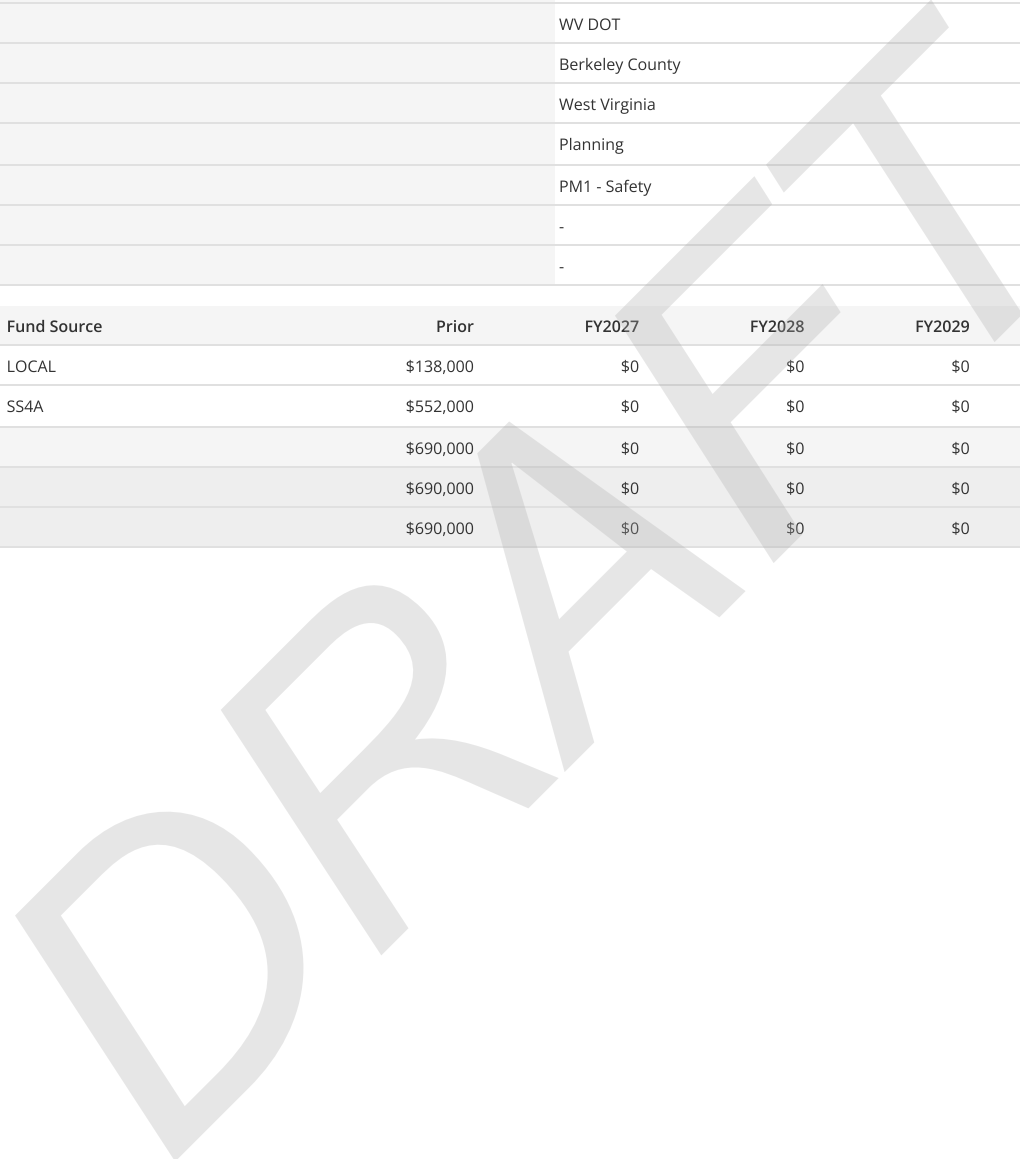 WV DOT
Berkeley County
West Virginia
Planning
PM1 - Safety
-
-
Fund Source Prior FY2027 FY2028 FY2029
LOCAL $138,000 $0 $0 $0
SS4A $552,000 $0 $0 $0
$690,000 $0 $0 $0
$690,000 $0 $0 $0
$690,000 $0 $0 $0
DRAFT